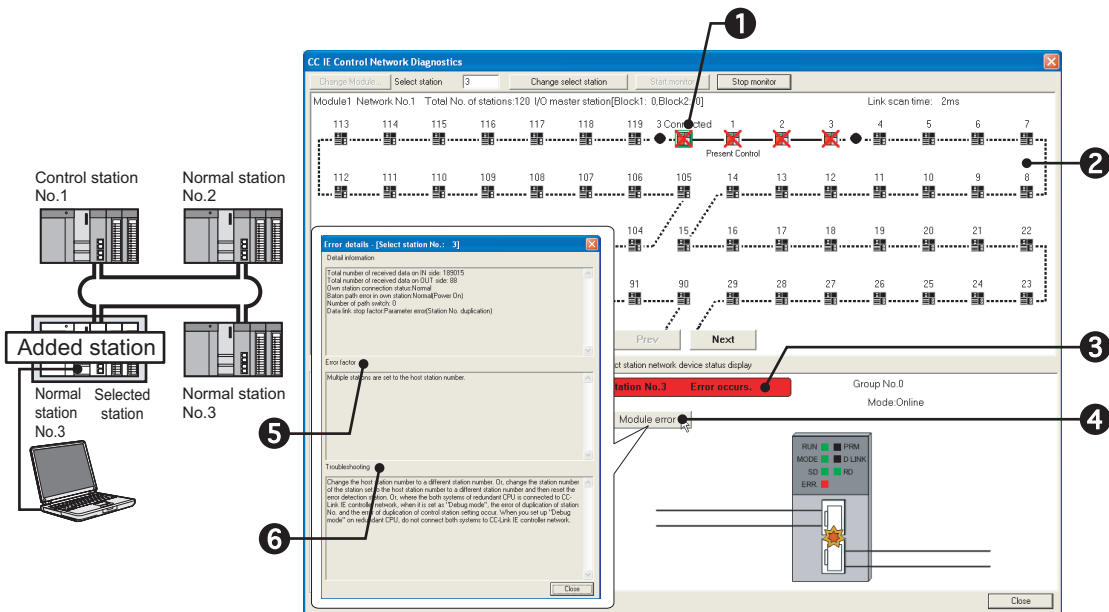 1
CC IE Control Network Diagnostics
Change Module... Select station 3 Change select station Start monitor Stop monitor
Module1 Network No.1 Total No. of stations:120 I/O master station[Block1: 0,Block2: 0] Link scan time: 2ms
113 114 115 116 117 118 119 3 Connected 1 2 3 4 5 6 7
Present Control
2
112 111 110 109 108 107 106 105 14 13 12 11 10 9 8
104 15 16 17 18 19 20 21 22
91 90 29 28 27 26 25 24 23
Prev Next
ct station network device status display
3
tation No.3 Error occurs.
Group No.0
Mode:Online
Module error
4
RUN PRM
MODE D LINK
SD RD
ERR.
Close
Control station
No.1
Normal station
No.2
Added station
Normal
station
No.3
Selected
station
Normal station
No.3
Error details - [Select station No.: 3]
Detail information
Total number of received data on IN side: 189015
Total number of received data on OUT side: 88
Own station connection status:Normal
Baton path error in own station:Normal(Power On)
Number of path switch: 0
Data link stop factor:Parameter error(Station No. duplication)
Error factor
5
Multiple stations are set to the host station number.
Troubleshooting
6
Change the host station number to a different station number. Or, change the station number
of the station set to the host station number to a different station number and then reset the
error detection station. Or, where the both systems of redundant CPU is connected to CC-
Link IE controller network, when it is set as "Debug mode", the error of duplication of station
No. and the error of duplication of control station setting occur. When you set up "Debug
mode" on redundant CPU, do not connect both systems to CC-Link IE controller network.
Close